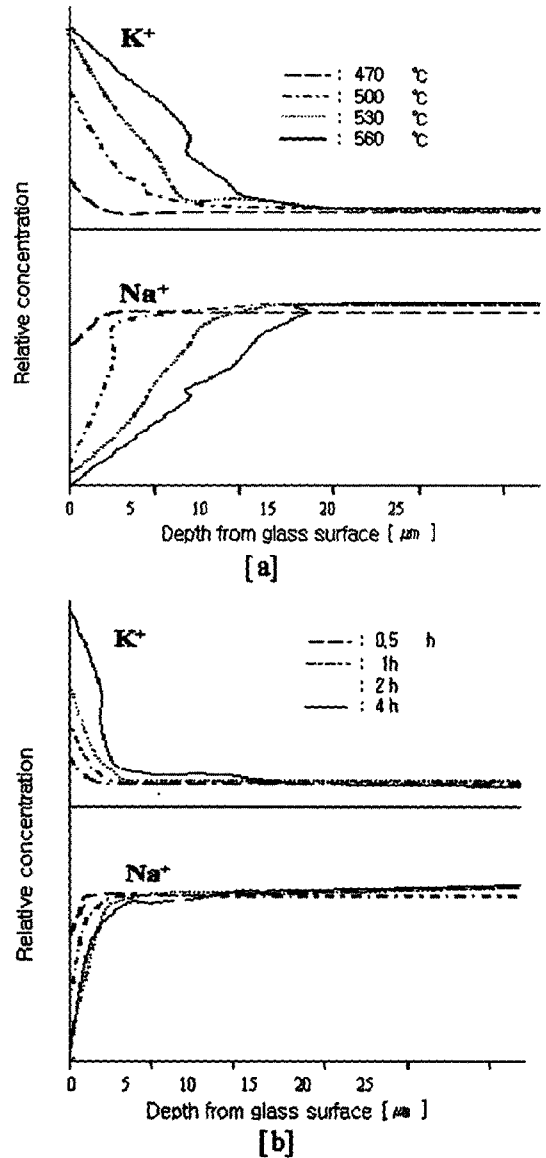 K+
: 470 ℃
: 500 ℃
: 530 ℃
: 560 ℃
Na+
Relative concentration
0 5 10 15 20 25
Depth from glass surface [ μm ]
[a]
K+
: 0.5 h
: 1h
: 2 h
: 4 h
Na+
Relative concentration
0 5 10 15 20 25
Depth from glass surface [ μm ]
[b]